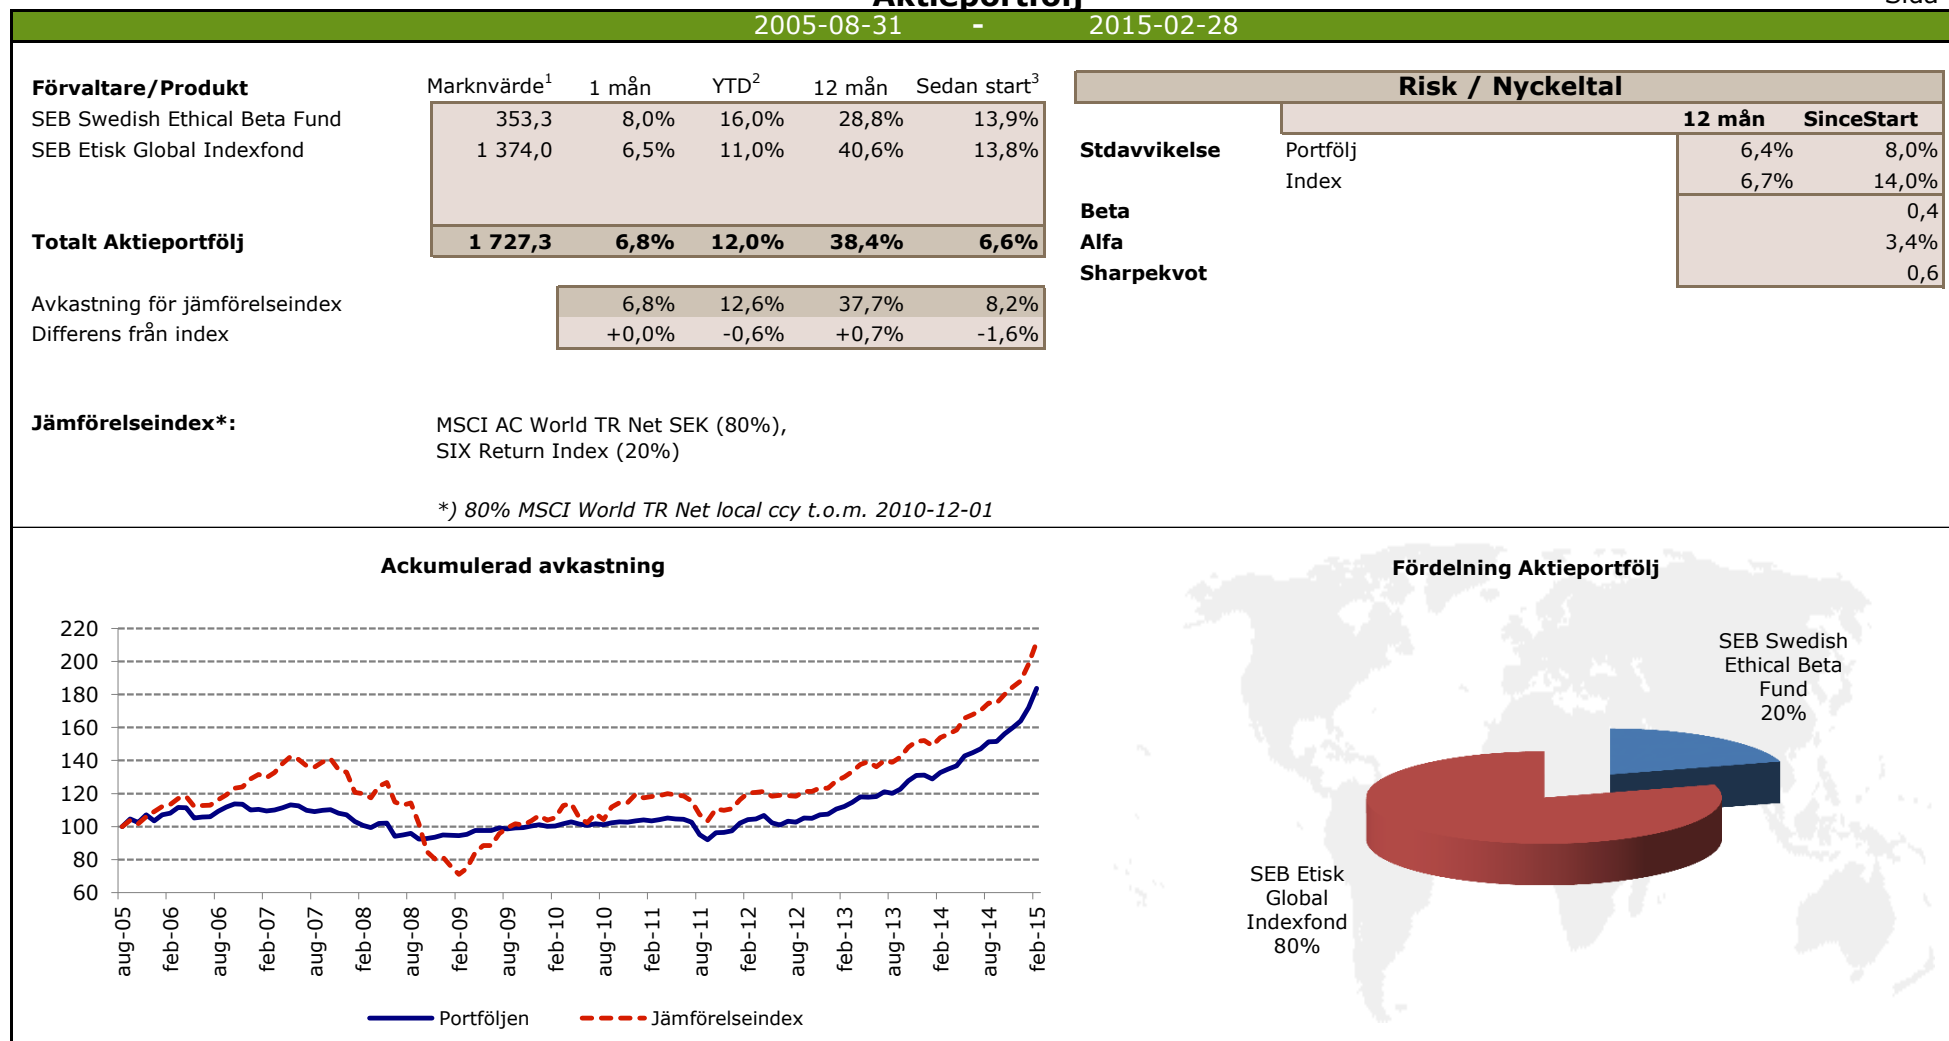 Aktieportfölj
Sida
2005-08-31 - 2015-02-28
Förvaltare/Produkt Marknvärde1 1 mån YTD2 12 mån Sedan start3
SEB Swedish Ethical Beta Fund 353,3 8,0% 16,0% 28,8% 13,9%
SEB Etisk Global Indexfond 1 374,0 6,5% 11,0% 40,6% 13,8%
Totalt Aktieportfölj 1 727,3 6,8% 12,0% 38,4% 6,6%
Avkastning för jämförelseindex 6,8% 12,6% 37,7% 8,2%
Differens från index +0,0% -0,6% +0,7% -1,6%
Risk / Nyckeltal
12 mån SinceStart
Stdavvikelse Portfölj 6,4% 8,0%
Index 6,7% 14,0%
Beta 0,4
Alfa 3,4%
Sharpekvot 0,6
Jämförelseindex*: MSCI AC World TR Net SEK (80%),
SIX Return Index (20%)
*) 80% MSCI World TR Net local ccy t.o.m. 2010-12-01
Ackumulerad avkastning
220
200
180
160
140
120
100
80
60
aug-05
feb-06
aug-06
feb-07
aug-07
feb-08
aug-08
feb-09
aug-09
feb-10
aug-10
feb-11
aug-11
feb-12
aug-12
feb-13
aug-13
feb-14
aug-14
feb-15
Portföljen Jämförelseindex
Fördelning Aktieportfölj
SEB Swedish
Ethical Beta
Fund
20%
SEB Etisk
Global
Indexfond
80%